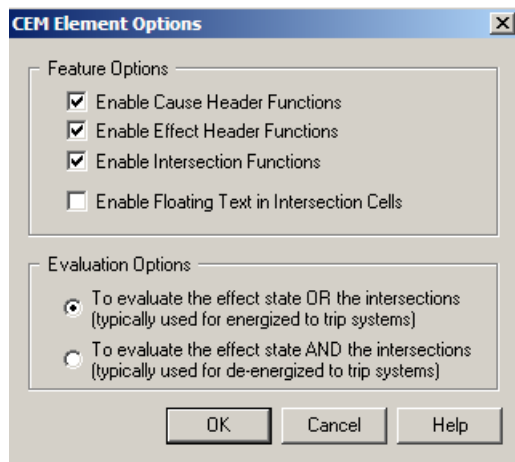 CEM Element Options
Feature Options
Enable Cause Header Functions
Enable Effect Header Functions
Enable Intersection Functions
Enable Floating Text in Intersection Cells
Evaluation Options
To evaluate the effect state OR the intersections
(typically used for energized to trip systems)
To evaluate the effect state AND the intersections
(typically used for de-energized to trip systems)
OK
Cancel
Help